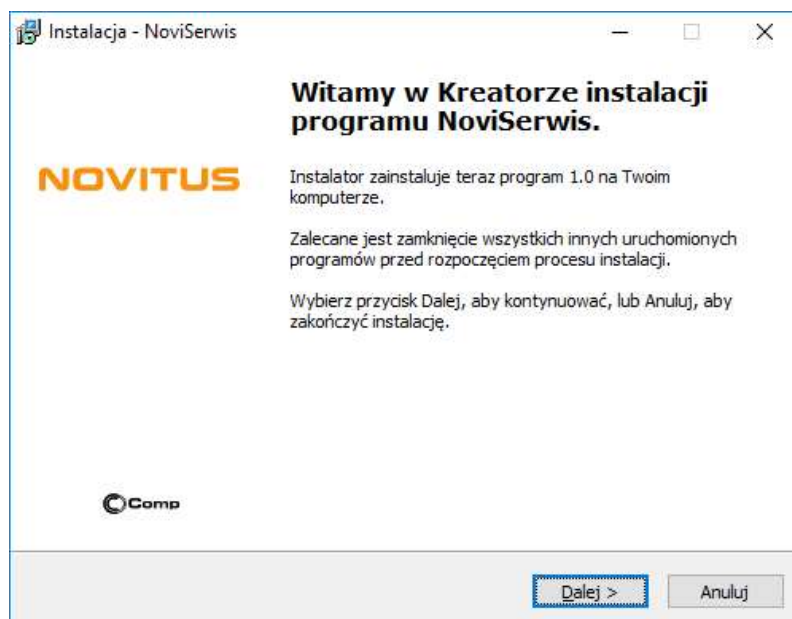 Instalacja - NoviSerwis
Witamy w Kreatorze instalacji
programu NoviSerwis.
NOVITUS
Instalator zainstaluje teraz program 1.0 na Twoim
komputerze.
Zalecane jest zamknięcie wszystkich innych uruchomionych
programów przed rozpoczęciem procesu instalacji.
Wybierz przycisk Dalej, aby kontynuować, lub Anuluj, aby
zakończyć instalację.
Comp
Dalej >
Anuluj